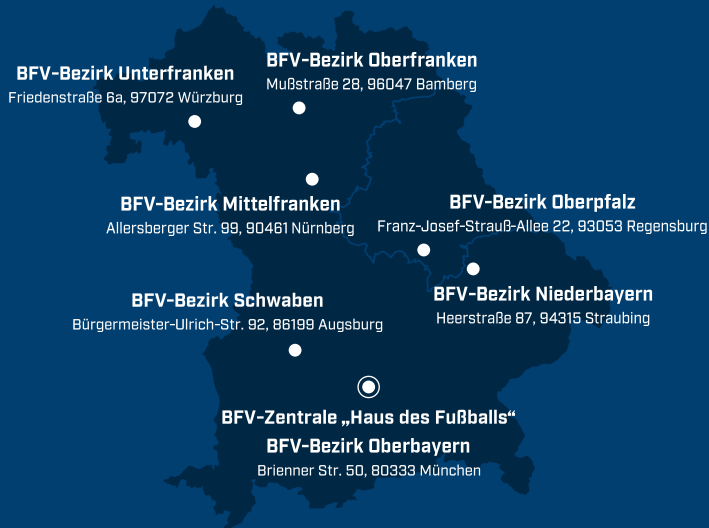 BFV-Bezirk Unterfranken
Friedenstraße 6a, 97072 Würzburg
BFV-Bezirk Oberfranken
Mußstraße 28, 96047 Bamberg
BFV-Bezirk Mittelfranken
Allersberger Str. 99, 90461 Nürnberg
BFV-Bezirk Oberpfalz
Franz-Josef-Strauß-Allee 22, 93053 Regensburg
BFV-Bezirk Schwaben
Bürgermeister-Ulrich-Str. 92, 86199 Augsburg
BFV-Bezirk Niederbayern
Heerstraße 87, 94315 Straubing
BFV-Zentrale „Haus des Fußballs“
BFV-Bezirk Oberbayern
Brienner Str. 50, 80333 München